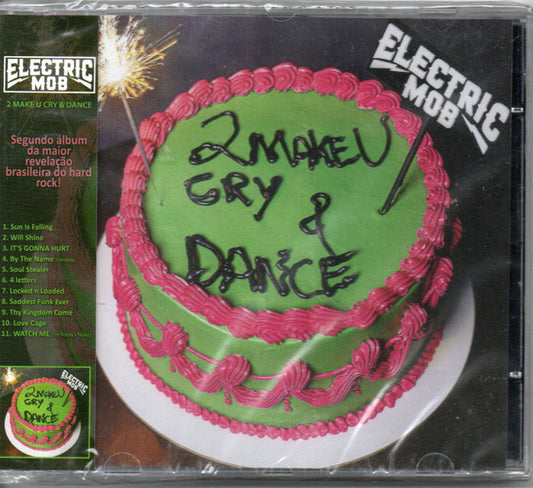 ELECTRIC
MOB
2 MAKE U CRY & DANCE
Segundo álbum
da maior
revelação
brasileira do hard
rock!
1. Sun Is Falling
2. Will Shine
3. IT'S GONNA HURT
4. By The Name
5. Soul Stealer
6. 4 letters
7. Locked n Loaded
8. Saddest Funk Ever
9. Thy Kingdom Come
10. Love Cage
11. WATCH ME
ELECTRIC
MOB
2 MAKE U
CRY
&
DANCE
ELECTRIC
MOB
2 MAKE U
CRY
&
DANCE